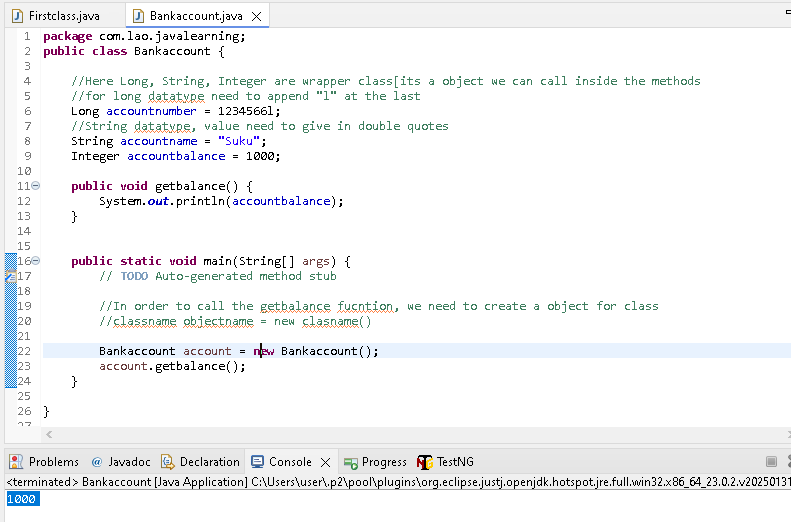 Firstclass.java
Bankaccount.java
1 package com.lao.javalearning;
2 public class Bankaccount {
3
4 //Here Long, String, Integer are wrapper class[its a object we can call inside the methods
5 //for long datatype need to append "l" at the last
6 Long accountnumber = 1234566l;
7 //String datatype, value need to give in double quotes
8 String accountname = "Suku";
9 Integer accountbalance = 1000;
10
11 public void getbalance() {
12 System.out.println(accountbalance);
13 }
14
15
16 public static void main(String[] args) {
17 // TODO Auto-generated method stub
18
19 //In order to call the getbalance fucntion, we need to create a object for class
20 //classname objectname = new clasname()
21
22 Bankaccount account = new Bankaccount();
23 account.getbalance();
24 }
25
26 }
27
Problems @ Javadoc Declaration Console Progress TestNG
<terminated> Bankaccount [Java Application] C:\Users\user\.p2\pool\plugins\org.eclipse.justj.openjdk.hotspot.jre.full.win32.x86_64_23.0.2.v20250131
1000